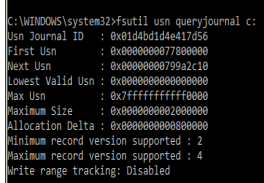 C:\WINDOWS\system32>fsutil usn queryjournal c:
Usn Journal ID : 0x01d4bd1d4e417d56
First Usn : 0x0000000077800000
Next Usn : 0x00000000799a2c10
Lowest Valid Usn : 0x0000000000000000
Max Usn : 0x7fffffffffff0000
Maximum Size : 0x0000000002000000
Allocation Delta : 0x0000000000800000
Minimum record version supported : 2
Maximum record version supported : 4
Write range tracking: Disabled